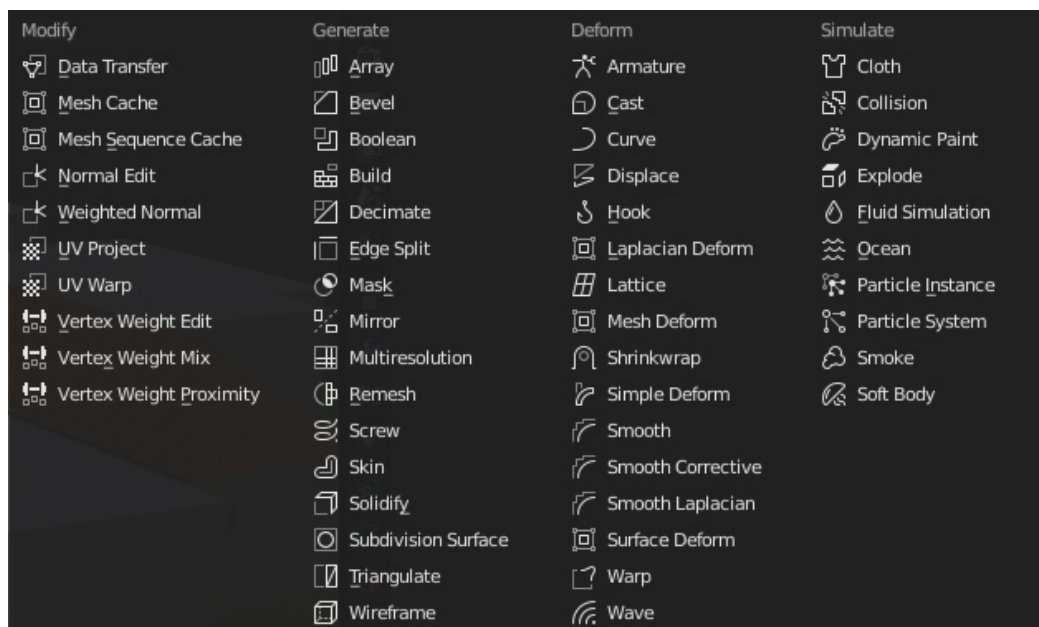 Modify
Data Transfer
Mesh Cache
Mesh Sequence Cache
Normal Edit
Weighted Normal
UV Project
UV Warp
Vertex Weight Edit
Vertex Weight Mix
Vertex Weight Proximity
Generate
Array
Bevel
Boolean
Build
Decimate
Edge Split
Mask
Mirror
Multiresolution
Remesh
Screw
Skin
Solidify
Subdivision Surface
Triangulate
Wireframe
Deform
Armature
Cast
Curve
Displace
Hook
Laplacian Deform
Lattice
Mesh Deform
Shrinkwrap
Simple Deform
Smooth
Smooth Corrective
Smooth Laplacian
Surface Deform
Warp
Wave
Simulate
Cloth
Collision
Dynamic Paint
Explode
Fluid Simulation
Ocean
Particle Instance
Particle System
Smoke
Soft Body